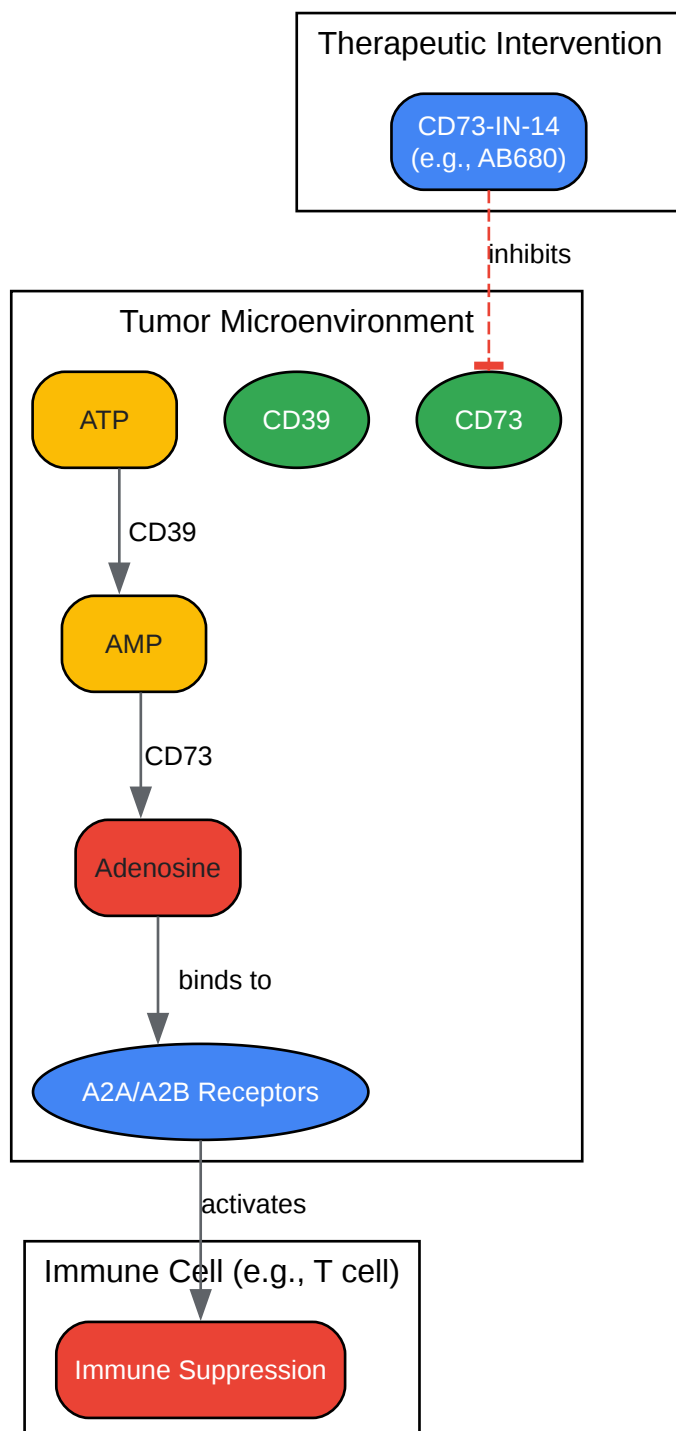 Therapeutic Intervention
CD73-IN-14
(e.g., AB680)
inhibits
Tumor Microenvironment
ATP
CD39
CD73
CD39
AMP
CD73
Adenosine
binds to
A2A/A2B Receptors
activates
Immune Cell (e.g., T cell)
Immune Suppression